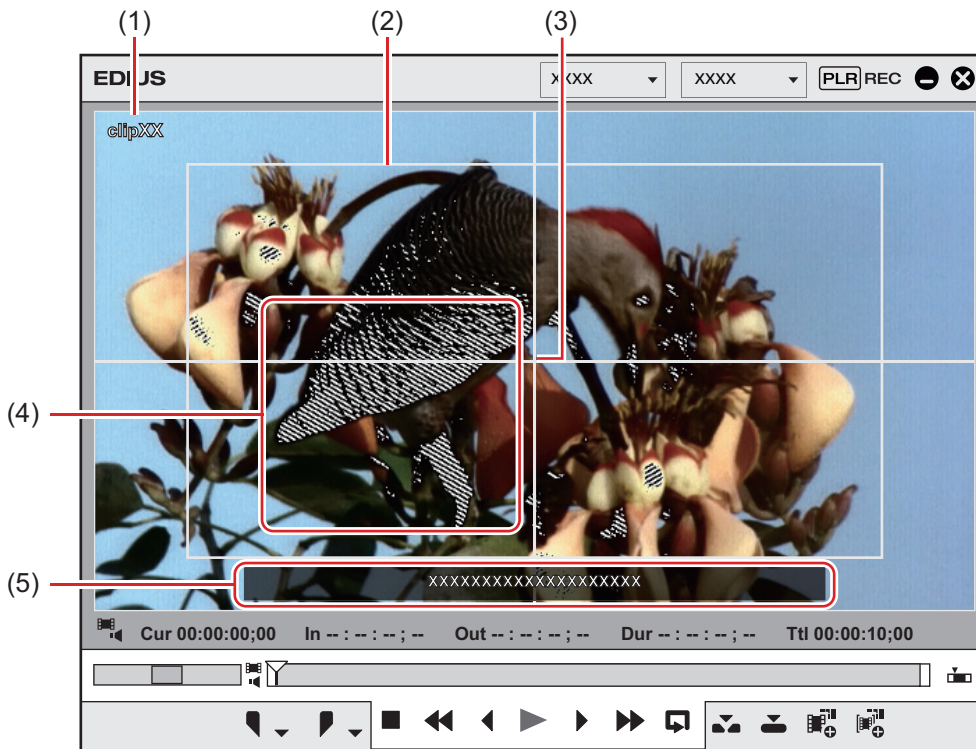 (1) (2) (3)
EDIUS XXXX XXXX PLR REC
clipXX
(4)
(5)
XXXXXXXXXXXXXXXXXXXX
Cur 00:00:00;00 In -- : -- : -- ; -- Out -- : -- : -- ; -- Dur -- : -- : -- ; -- Ttl 00:00:10;00